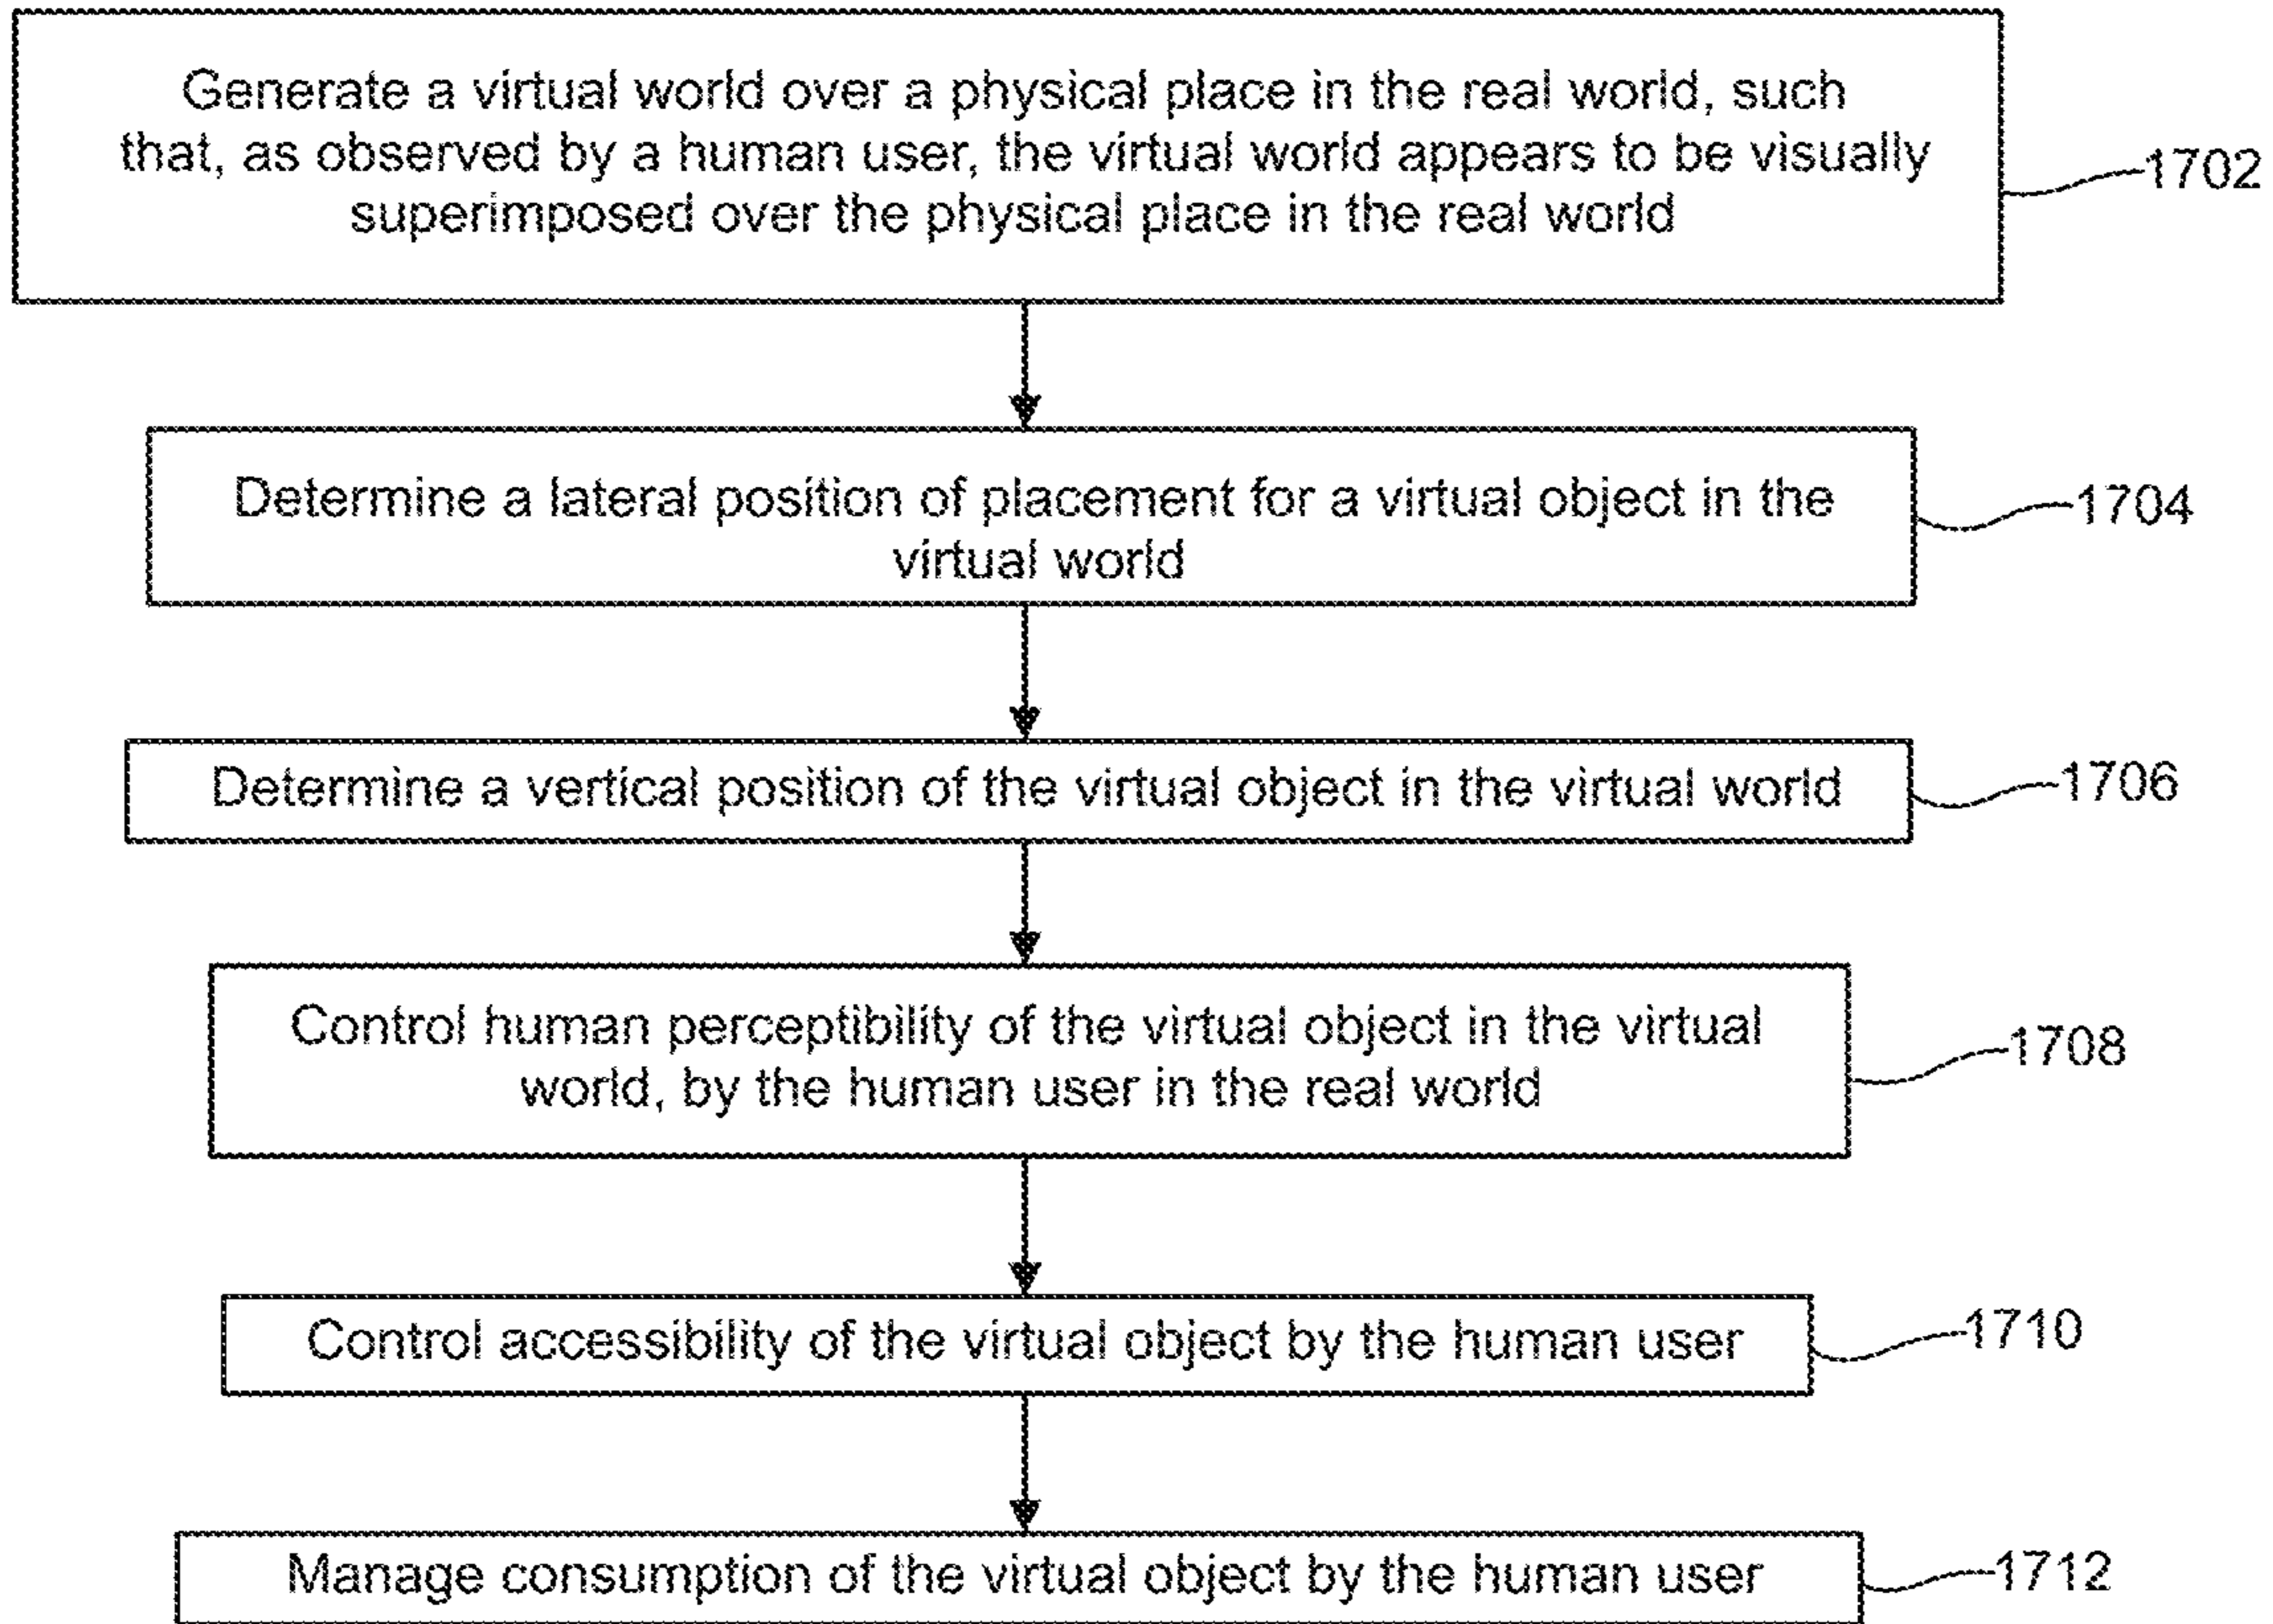 Generate a virtual world over a physical place in the real world, such
that, as observed by a human user, the virtual world appears to be visually
superimposed over the physical place in the real world
1702
Determine a lateral position of placement for a virtual object in the
virtual world
1704
Determine a vertical position of the virtual object in the virtual world
1706
Control human perceptibility of the virtual object in the virtual
world, by the human user in the real world
1708
Control accessibility of the virtual object by the human user
1710
Manage consumption of the virtual object by the human user
1712